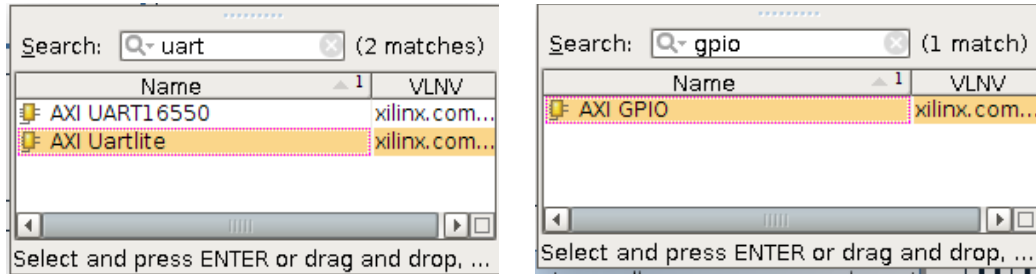 Search: uart (2 matches)
Name 1 VLNV
AXI UART16550 xilinx.com...
AXI Uartlite xilinx.com...
Select and press ENTER or drag and drop, ...
Search: gpio (1 match)
Name 1 VLNV
AXI GPIO xilinx.com...
Select and press ENTER or drag and drop, ...